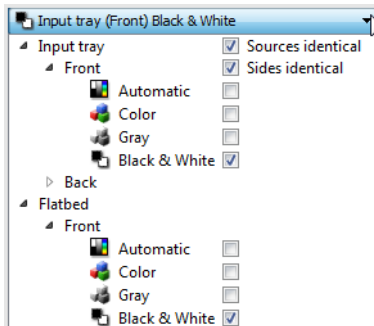 Input tray (Front) Black & White
Input tray Sources identical
Front Sides identical
Automatic
Color
Gray
Black & White
Back
Flatbed
Front
Automatic
Color
Gray
Black & White